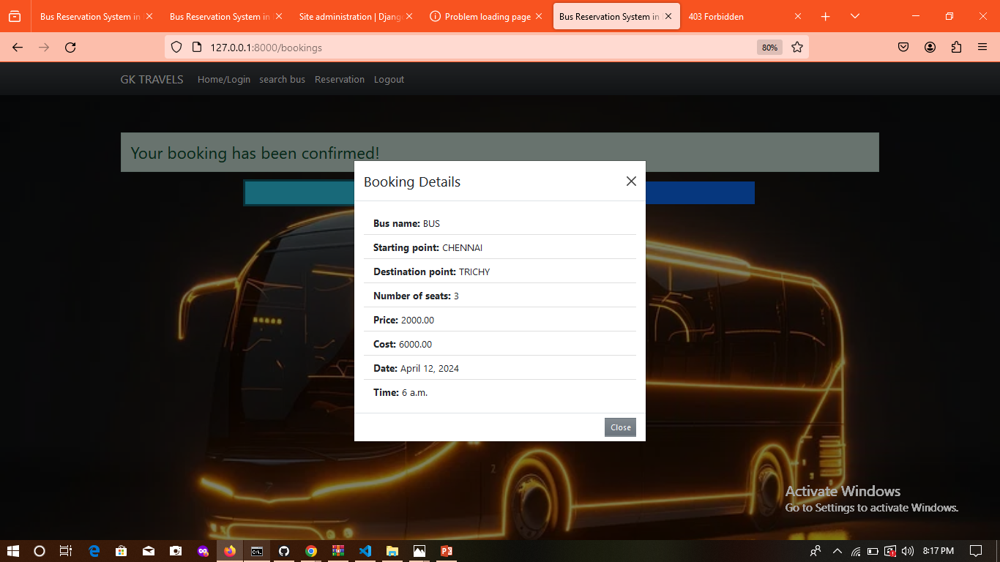 Bus Reservation System in
Bus Reservation System in
Site administration | Djang
Problem loading page
Bus Reservation System in
403 Forbidden
127.0.0.1:8000/bookings
80%
GK TRAVELS
Home/Login
search bus
Reservation
Logout
Your booking has been confirmed!
Booking Details
Bus name: BUS
Starting point: CHENNAI
Destination point: TRICHY
Number of seats: 3
Price: 2000.00
Cost: 6000.00
Date: April 12, 2024
Time: 6 a.m.
Close
2
Activate Windows
Go to Settings to activate Windows.
8:17 PM